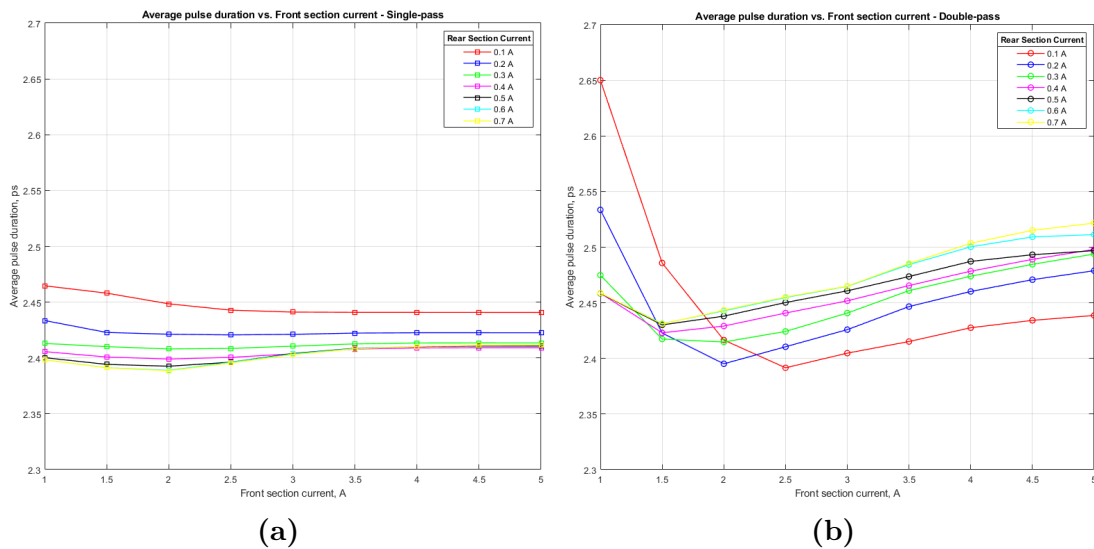 Average pulse duration vs. Front section current - Single-pass
2.7
2.65
2.6
2.55
2.5
2.45
2.4
2.35
2.3
Average pulse duration, ps
Rear Section Current
0.1 A
0.2 A
0.3 A
0.4 A
0.5 A
0.6 A
0.7 A
1 1.5 2 2.5 3 3.5 4 4.5 5
Front section current, A
(a)
Average pulse duration vs. Front section current - Double-pass
2.7
2.65
2.6
2.55
2.5
2.45
2.4
2.35
2.3
Average pulse duration, ps
Rear Section Current
0.1 A
0.2 A
0.3 A
0.4 A
0.5 A
0.6 A
0.7 A
1 1.5 2 2.5 3 3.5 4 4.5 5
Front section current, A
(b)